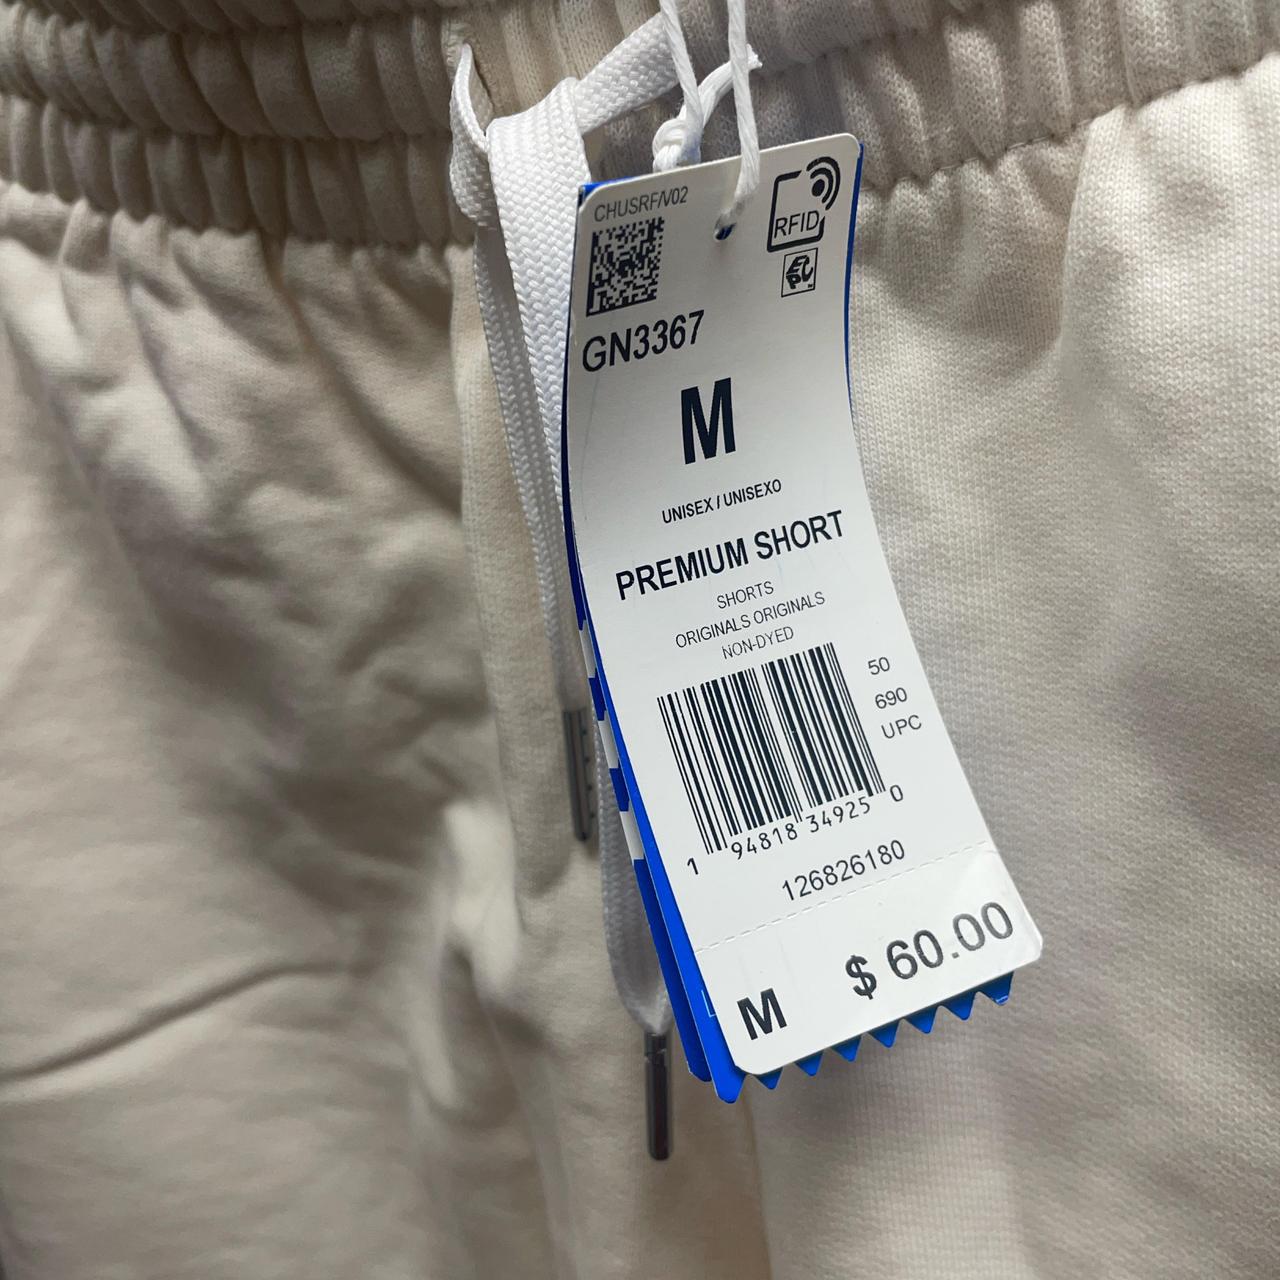 CHUSRF/V02
RFID
EPC
GN3367
M
UNISEX / UNISEXO
PREMIUM SHORT
SHORTS
ORIGINALS ORIGINALS
NON-DYED
50
690
UPC
1 94818 34925 0
126826180
M $ 60.00